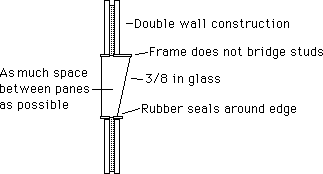 Double wall construction
Frame does not bridge studs
As much space
between panes
as possible
3/8 in glass
Rubber seals around edge